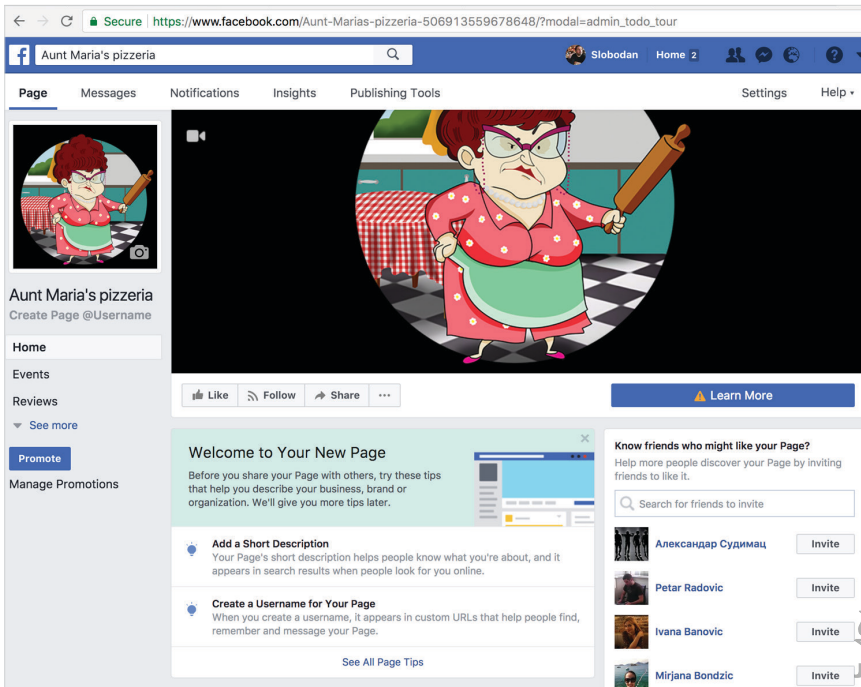 Secure https://www.facebook.com/Aunt-Marias-pizzeria-506913559678648/?modal=admin_todo_tour
Aunt Maria's pizzeria
Slobodan Home 2
Page Messages Notifications Insights Publishing Tools Settings Help
Aunt Maria's pizzeria
Create Page @Username
Home
Events
Reviews
See more
Promote
Manage Promotions
Like Follow Share
Learn More
Welcome to Your New Page
Before you share your Page with others, try these tips
that help you describe your business, brand or
organization. We'll give you more tips later.
Add a Short Description
Your Page's short description helps people know what you're about, and it
appears in search results when people look for you online.
Create a Username for Your Page
When you create a username, it appears in custom URLs that help people find,
remember and message your Page.
See All Page Tips
Know friends who might like your Page?
Help more people discover your Page by inviting
friends to like it.
Search for friends to invite
Александар Судимац Invite
Petar Radovic Invite
Ivana Banovic Invite
Mirjana Bondzic Invite